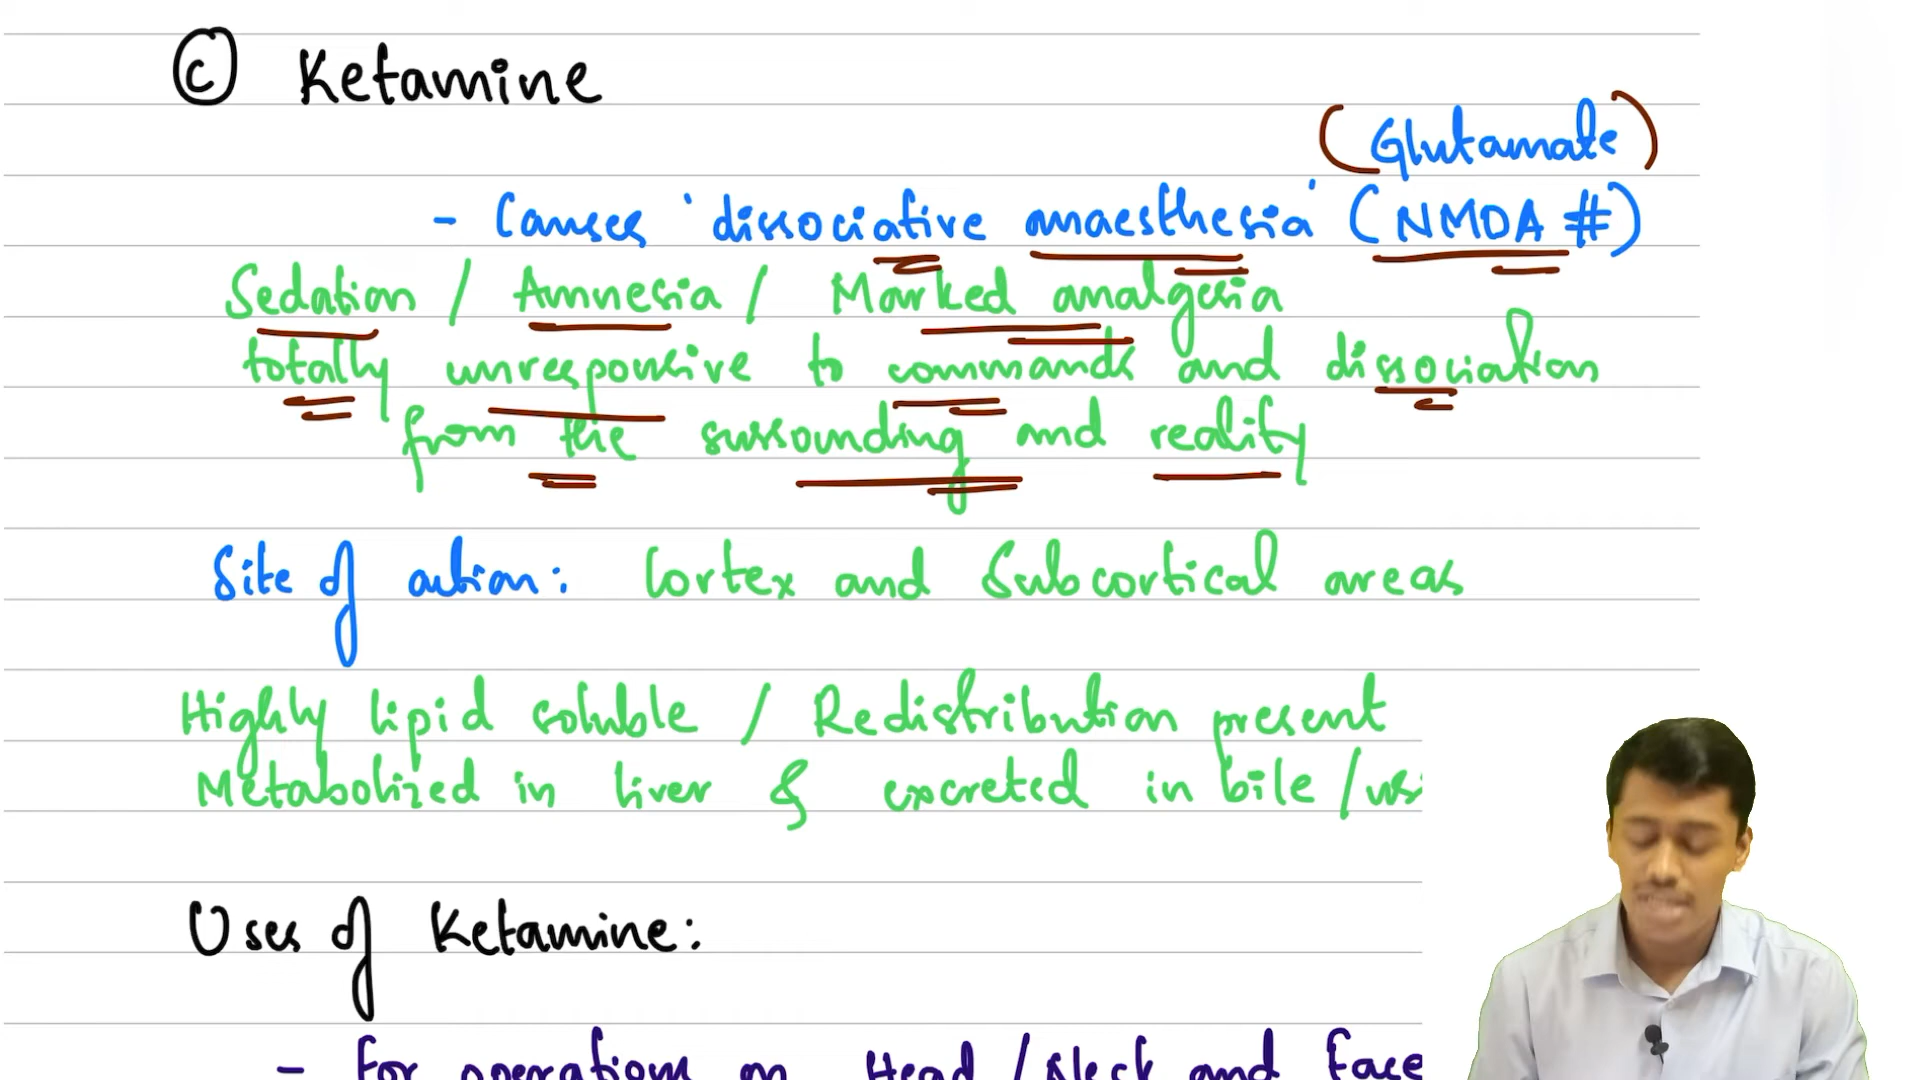 © Ketamine
(Glutamate)
- Causes 'dissociative anaesthesia' (NMDA #)
Sedation / Amnesia / Marked analgesia
totally unresponsive to commands and dissociation
from the surrounding and reality
Site of action: Cortex and Subcortical areas
Highly lipid soluble / Redistribution present
Metabolized in liver & excreted in bile /
Uses of Ketamine:
- For operations on Head / Neck and Face